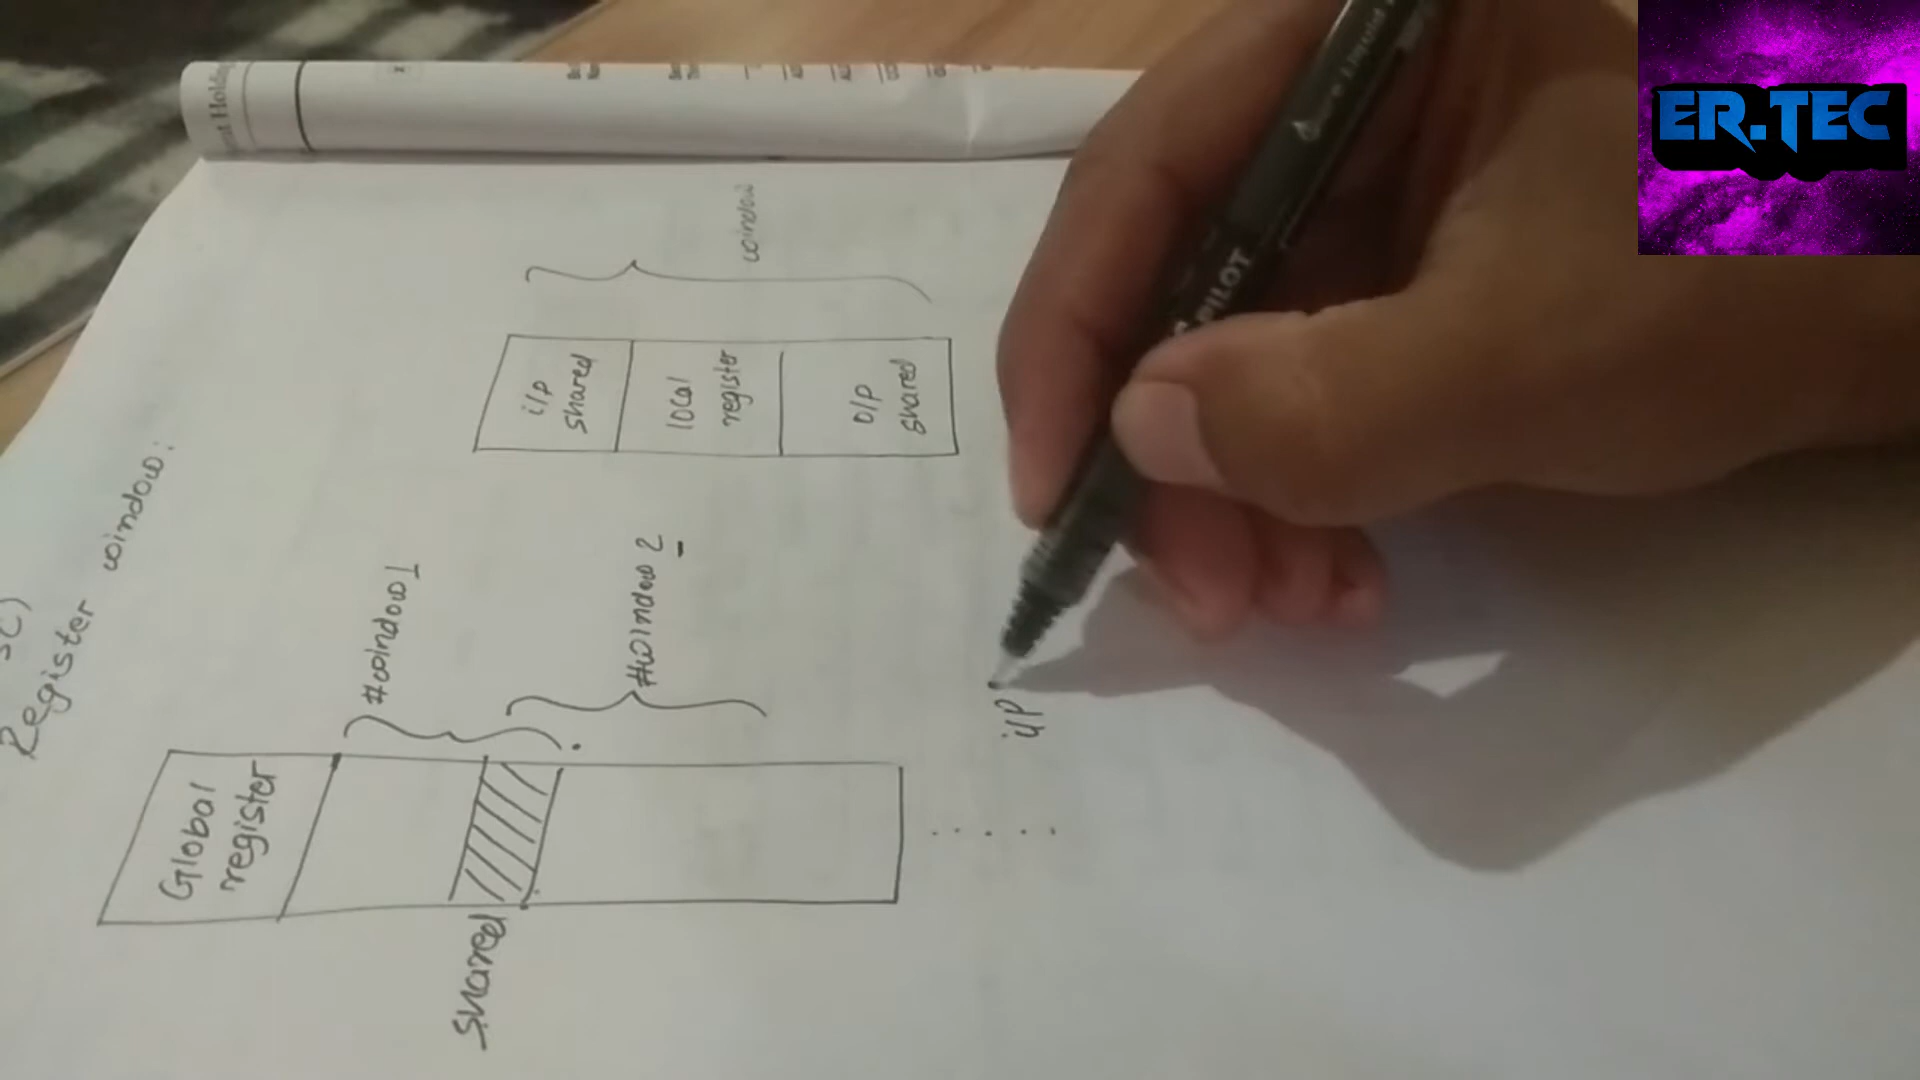 ER.TEC
Register window:
Global
register
#window 1
shared
#window 2
i/p
shared
local
register
O/P
shared
window
i/p
PILOT